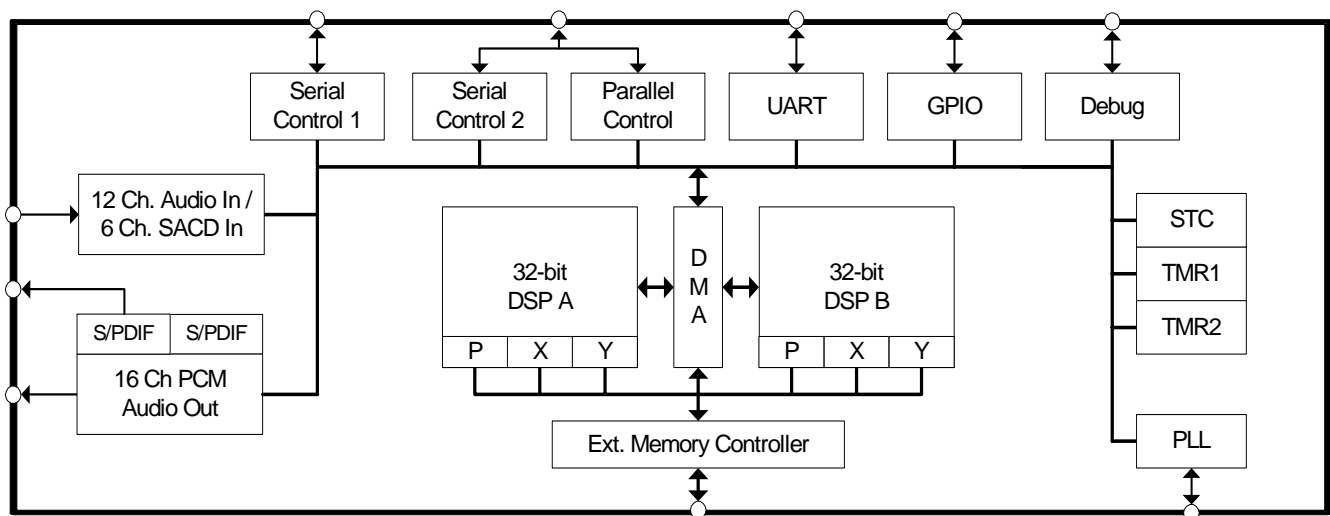 Serial
Control 1
Serial
Control 2
Parallel
Control
UART
GPIO
Debug
12 Ch. Audio In /
6 Ch. SACD In
S/PDIF
S/PDIF
16 Ch PCM
Audio Out
32-bit
DSP A
P
X
Y
D
M
A
32-bit
DSP B
P
X
Y
Ext. Memory Controller
STC
TMR1
TMR2
PLL